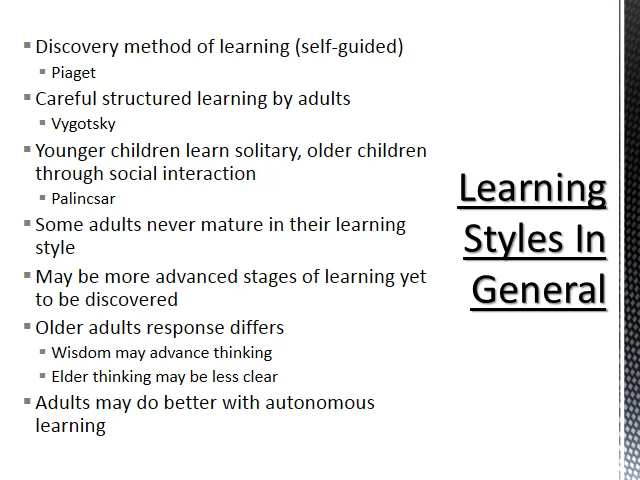 Discovery method of learning (self-guided)
Piaget
Careful structured learning by adults
Vygotsky
Younger children learn solitary, older children
through social interaction
Palincsar
Some adults never mature in their learning
style
May be more advanced stages of learning yet
to be discovered
Older adults response differs
Wisdom may advance thinking
Elder thinking may be less clear
Adults may do better with autonomous
learning
Learning
Styles In
General